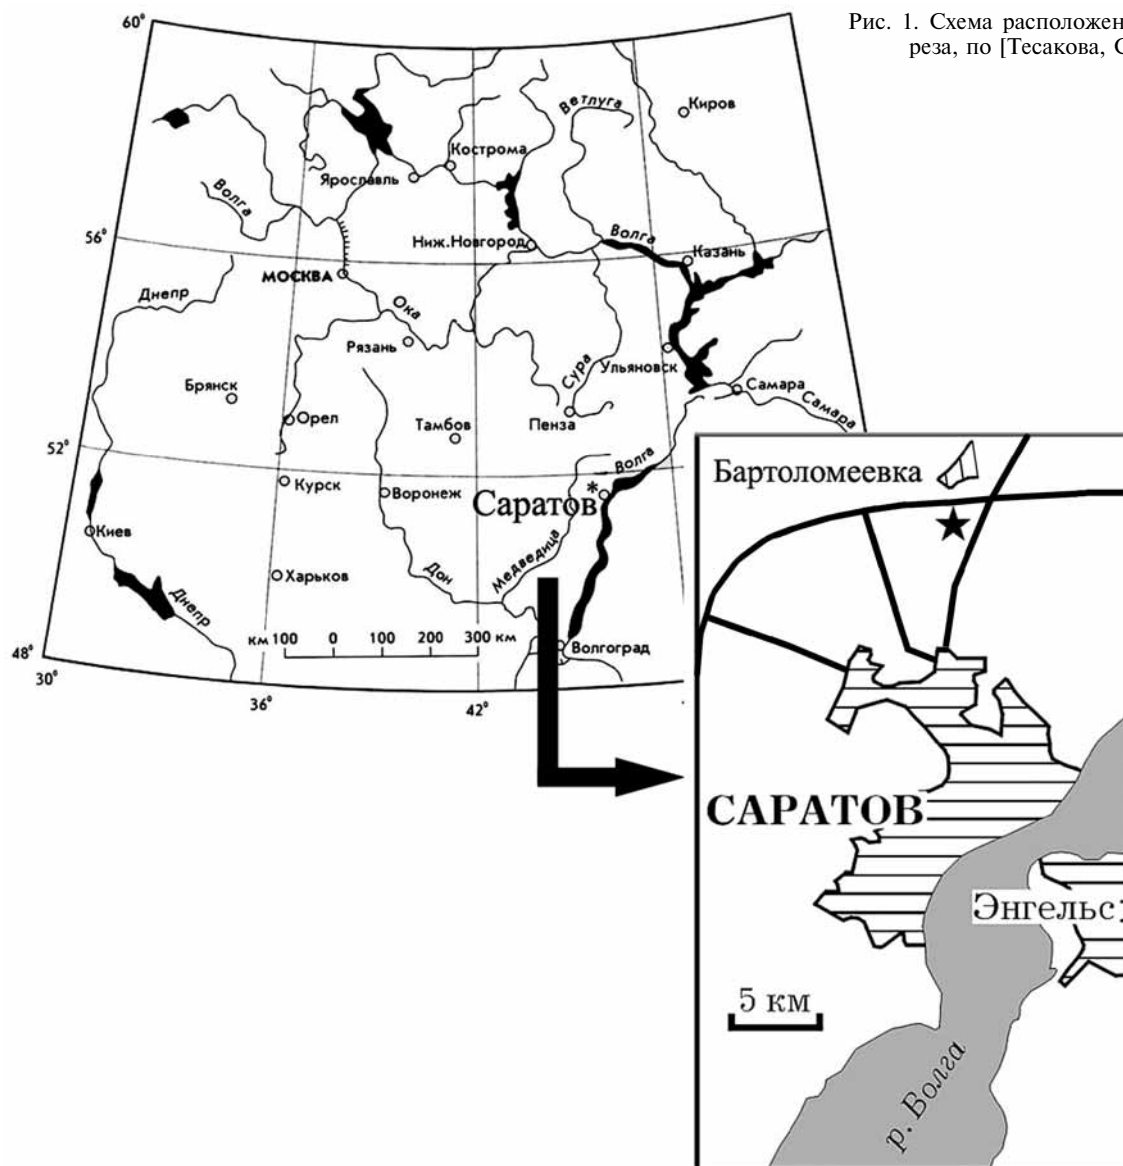 60°
Рис. 1. Схема расположен
реза, по [Тесакова, С
Киров
Ветлуга
Кострома
Ярославль
Волга
56°
Ниж.Новгород
Волга
Казань
МОСКВА
Днепр
Ока
Рязань
Ульяновск
Сура
Самара
Самара
Брянск
Орел
Тамбов
Пенза
52°
Волга
Курск
Воронеж
Саратов*
Киев
Медведица
Харьков
Дон
Днепр
км 100 0 100 200 300 км
Волгоград
48°
30°
36°
42°
Бартоломеевка
САРАТОВ
Энгельс
5 км
р. Волга